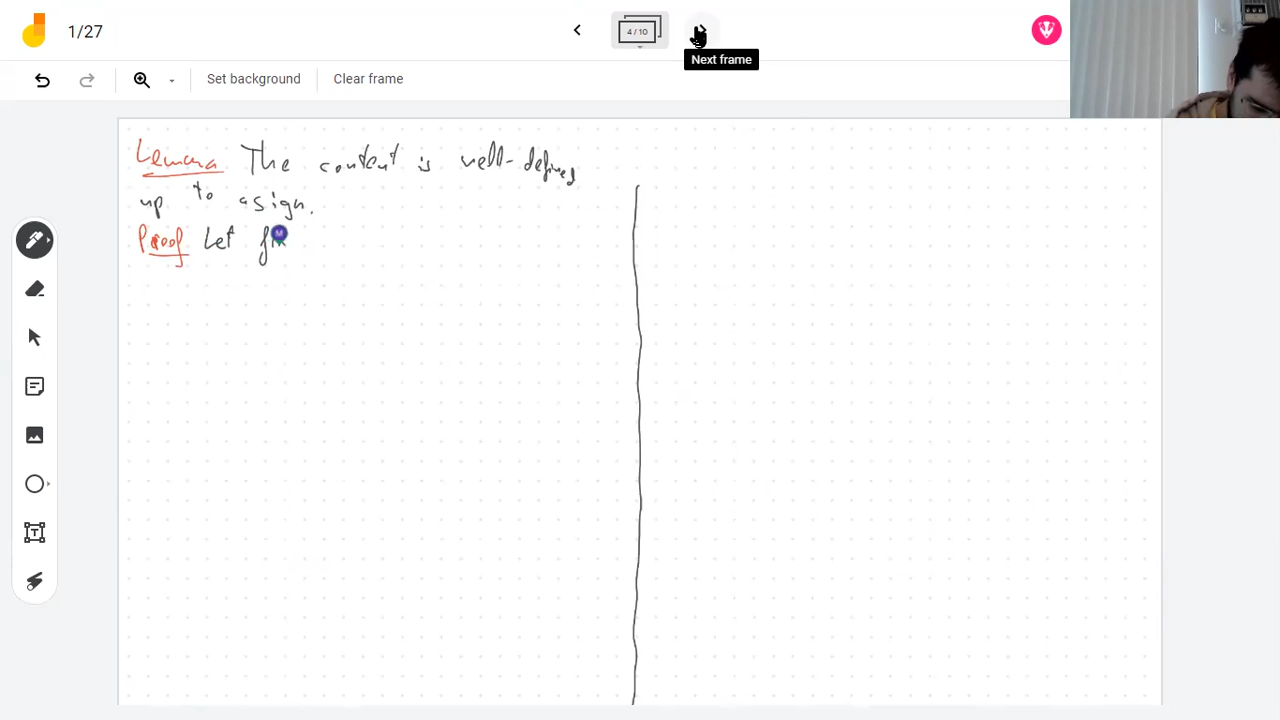 1/27
4 / 10
Next frame
Set background
Clear frame
Lemma The content is well-defined
up to a sign.
Proof Let f
M
T